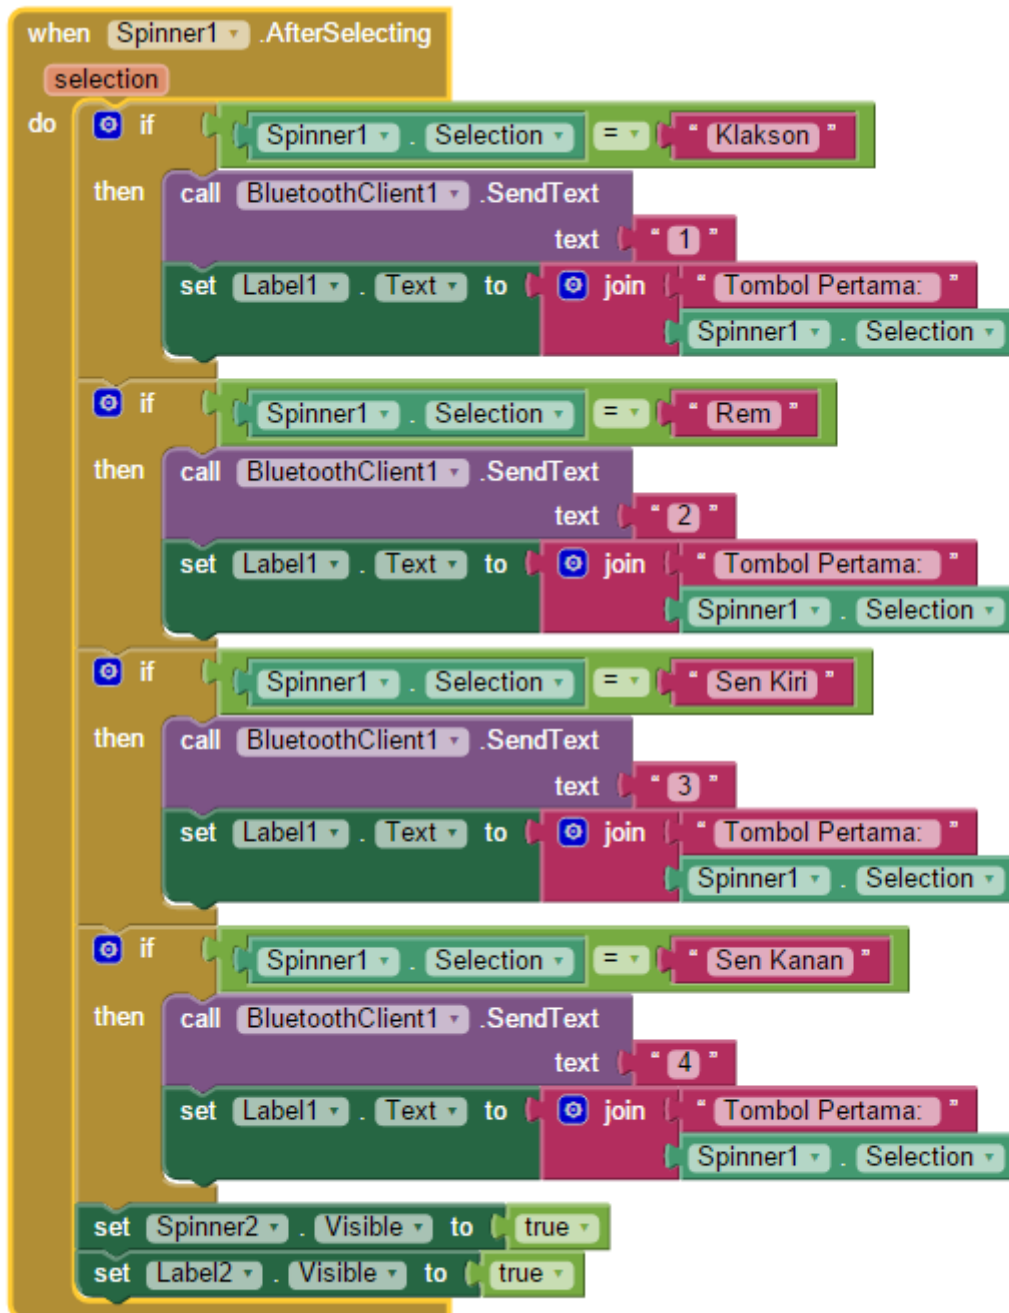 when Spinner1 .AfterSelecting
selection
do if Spinner1 . Selection = “ Klakson ”
then call BluetoothClient1 .SendText
text “ 1 ”
set Label1 . Text to join “ Tombol Pertama: ”
Spinner1 . Selection
if Spinner1 . Selection = “ Rem ”
then call BluetoothClient1 .SendText
text “ 2 ”
set Label1 . Text to join “ Tombol Pertama: ”
Spinner1 . Selection
if Spinner1 . Selection = “ Sen Kiri ”
then call BluetoothClient1 .SendText
text “ 3 ”
set Label1 . Text to join “ Tombol Pertama: ”
Spinner1 . Selection
if Spinner1 . Selection = “ Sen Kanan ”
then call BluetoothClient1 .SendText
text “ 4 ”
set Label1 . Text to join “ Tombol Pertama: ”
Spinner1 . Selection
set Spinner2 . Visible to true
set Label2 . Visible to true